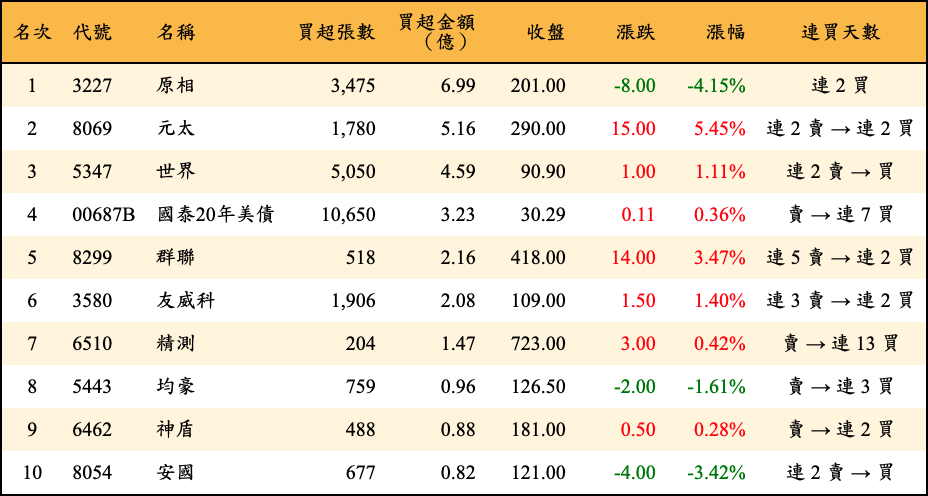 名次 代號 名稱 買超張數 買超金額（億） 收盤 漲跌 漲幅 連買天數
1 3227 原相 3,475 6.99 201.00 -8.00 -4.15% 連 2 買
2 8069 元太 1,780 5.16 290.00 15.00 5.45% 連 2 賣 → 連 2 買
3 5347 世界 5,050 4.59 90.90 1.00 1.11% 連 2 賣 → 買
4 00687B 國泰20年美債 10,650 3.23 30.29 0.11 0.36% 賣 → 連 7 買
5 8299 群聯 518 2.16 418.00 14.00 3.47% 連 5 賣 → 連 2 買
6 3580 友威科 1,906 2.08 109.00 1.50 1.40% 連 3 賣 → 連 2 買
7 6510 精測 204 1.47 723.00 3.00 0.42% 賣 → 連 13 買
8 5443 均豪 759 0.96 126.50 -2.00 -1.61% 賣 → 連 3 買
9 6462 神盾 488 0.88 181.00 0.50 0.28% 賣 → 連 2 買
10 8054 安國 677 0.82 121.00 -4.00 -3.42% 連 2 賣 → 買